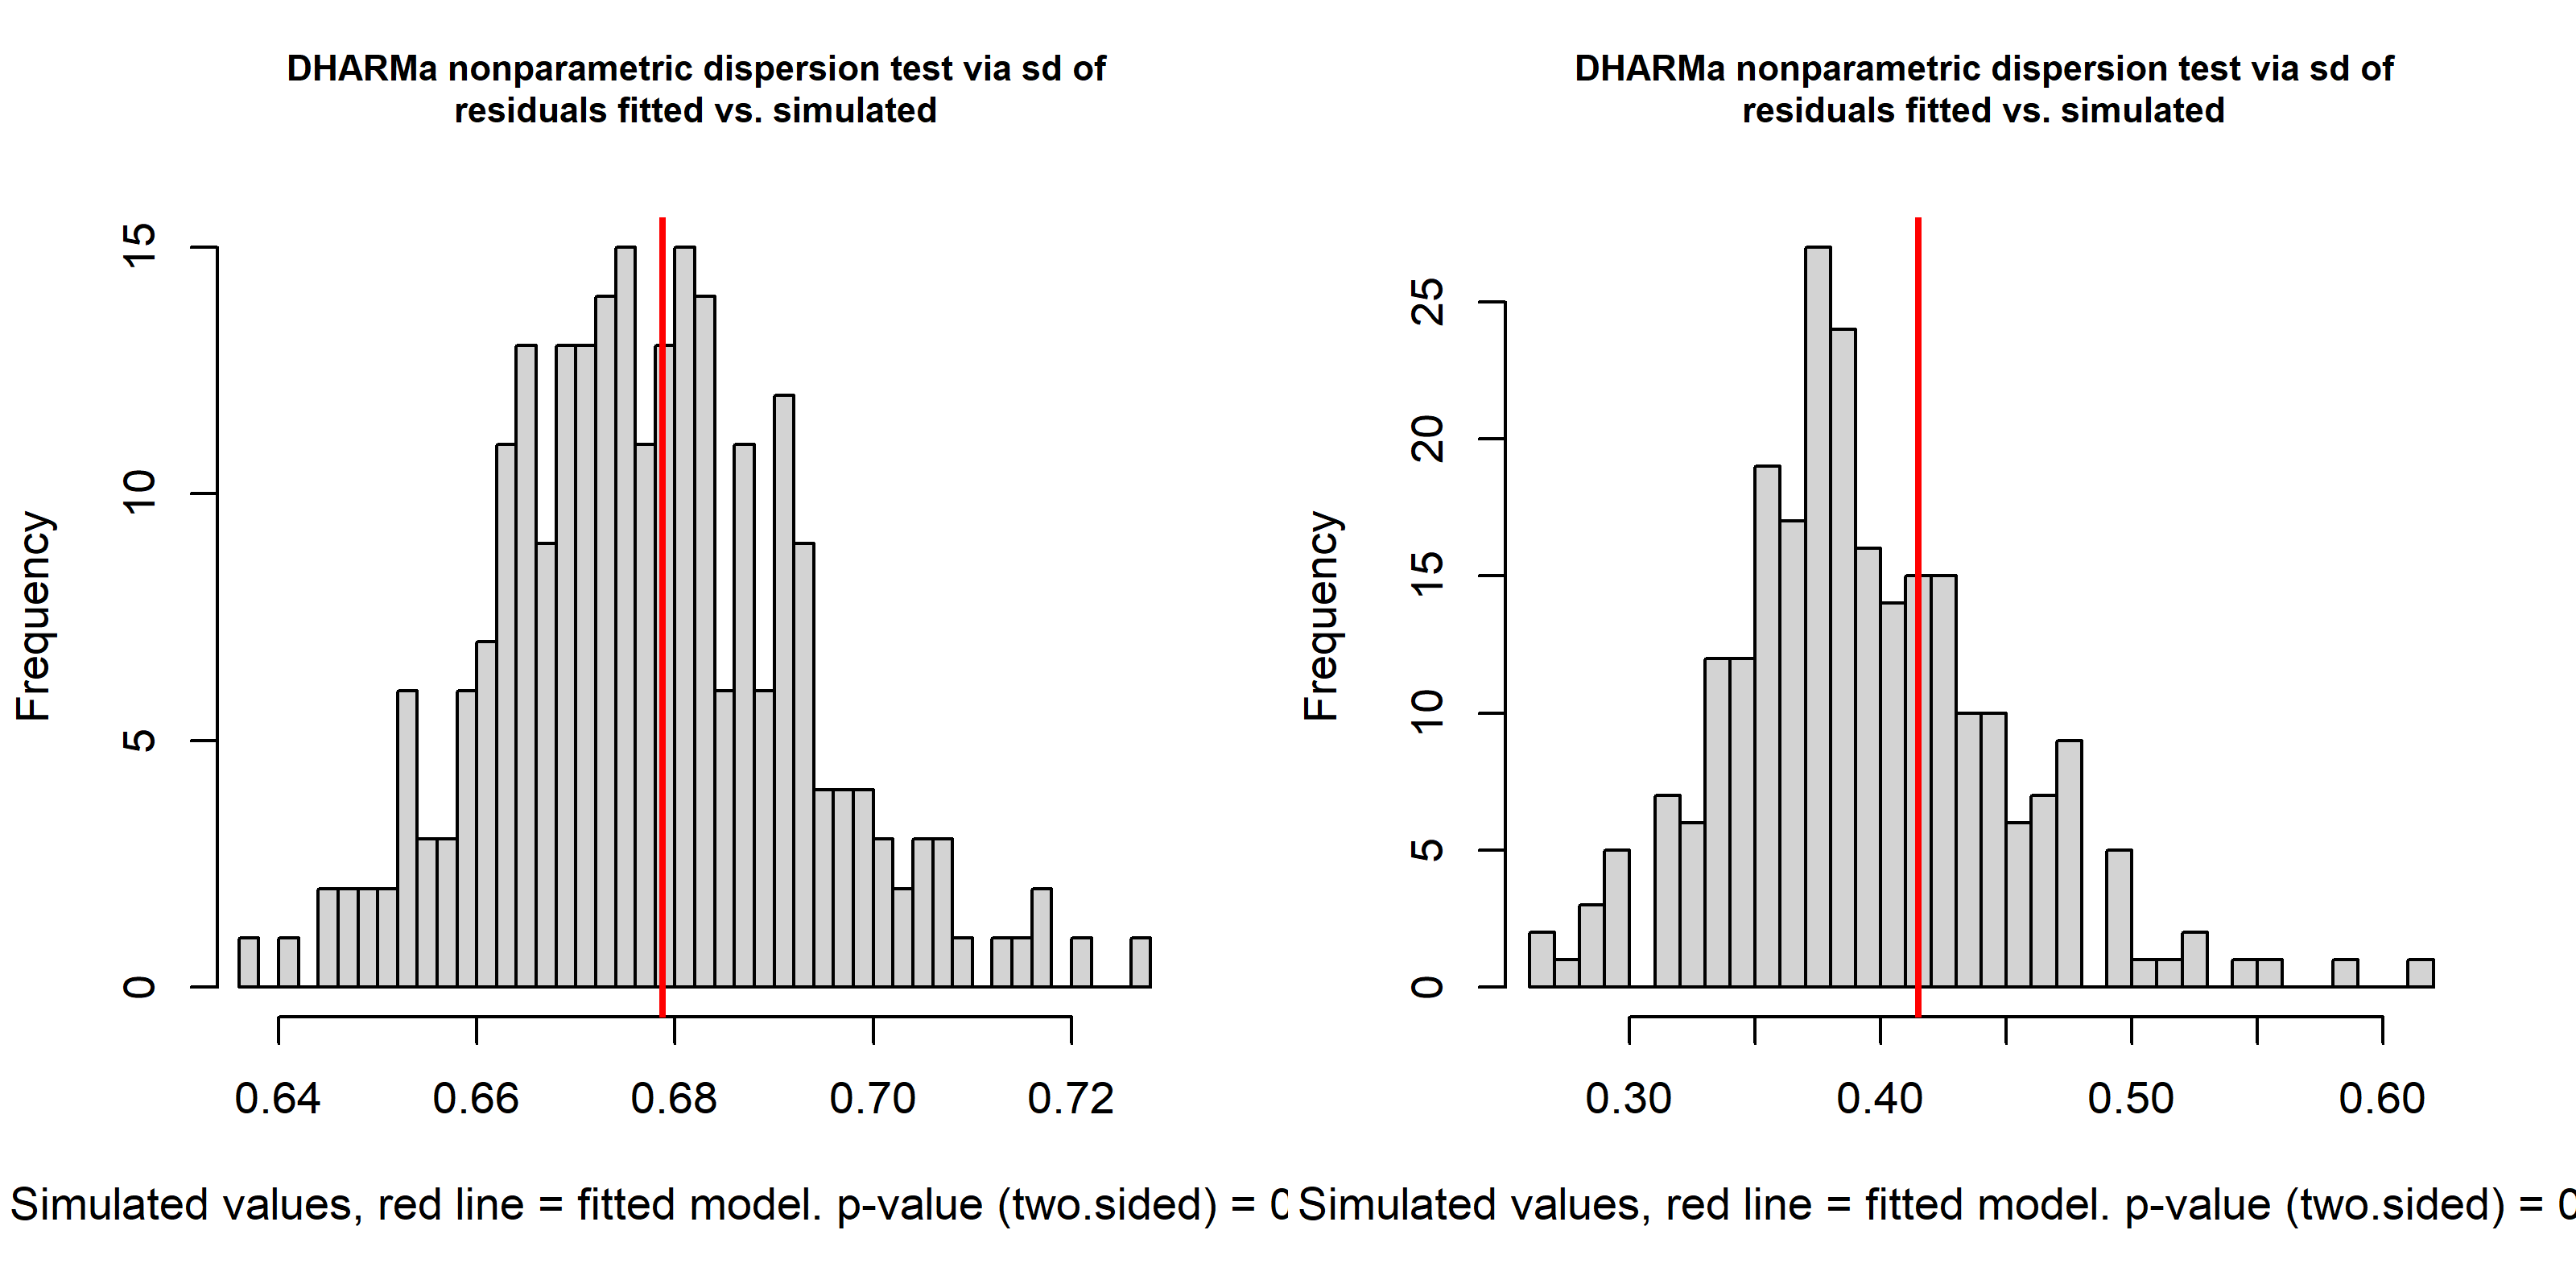 DHARMa nonparametric dispersion test via sd of
residuals fitted vs. simulated
Frequency
15
10
5
0
0.64 0.66 0.68 0.70 0.72
Simulated values, red line = fitted model. p-value (two.sided) = 0
DHARMa nonparametric dispersion test via sd of
residuals fitted vs. simulated
Frequency
25
20
15
10
5
0
0.30 0.40 0.50 0.60
Simulated values, red line = fitted model. p-value (two.sided) = 0